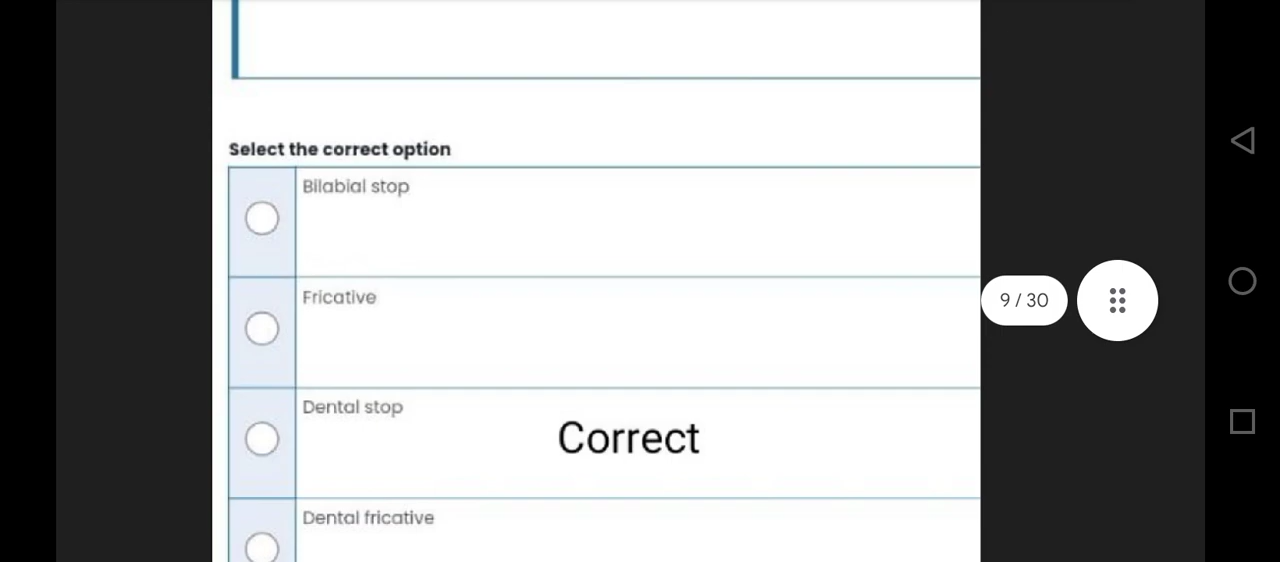 Select the correct option
Bilabial stop
Fricative
9 / 30
Dental stop
Correct
Dental fricative